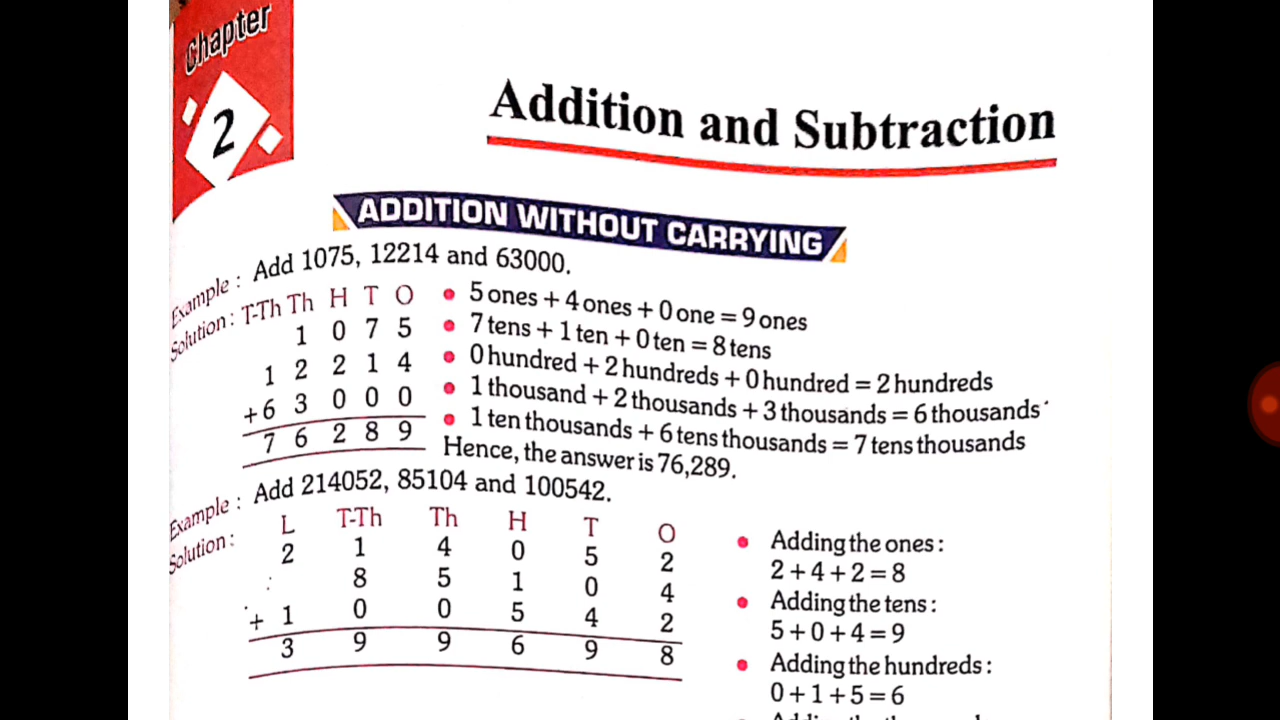 Chapter
2
Addition and Subtraction
ADDITION WITHOUT CARRYING
Example : Add 1075, 12214 and 63000.
Solution : T-Th Th H T O
1 0 7 5
1 2 2 1 4
+ 6 3 0 0 0
7 6 2 8 9
• 5 ones + 4 ones + 0 one = 9 ones
• 7 tens + 1 ten + 0 ten = 8 tens
• 0 hundred + 2 hundreds + 0 hundred = 2 hundreds
• 1 thousand + 2 thousands + 3 thousands = 6 thousands
• 1 ten thousands + 6 tens thousands = 7 tens thousands
Hence, the answer is 76,289.
Example : Add 214052, 85104 and 100542.
Solution :
L T-Th Th H T O
2 1 4 0 5 2
8 5 1 0 4
+ 1 0 0 5 4 2
3 9 9 6 9 8
• Adding the ones :
2 + 4 + 2 = 8
• Adding the tens :
5 + 0 + 4 = 9
• Adding the hundreds :
0 + 1 + 5 = 6